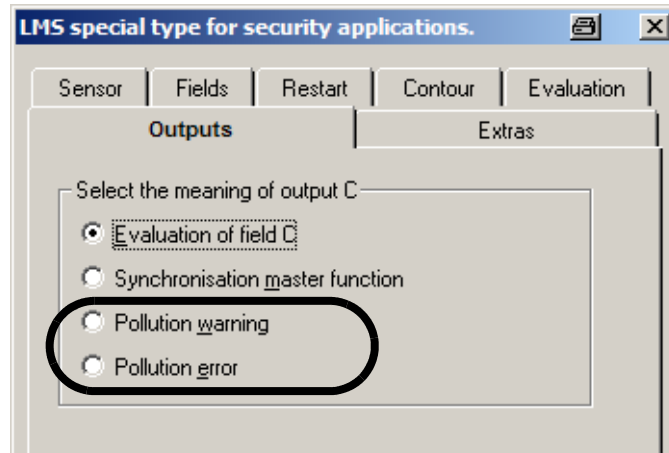 LMS special type for security applications.
Sensor Fields Restart Contour Evaluation
Outputs Extras
Select the meaning of output C
Evaluation of field C
Synchronisation master function
Pollution warning
Pollution error